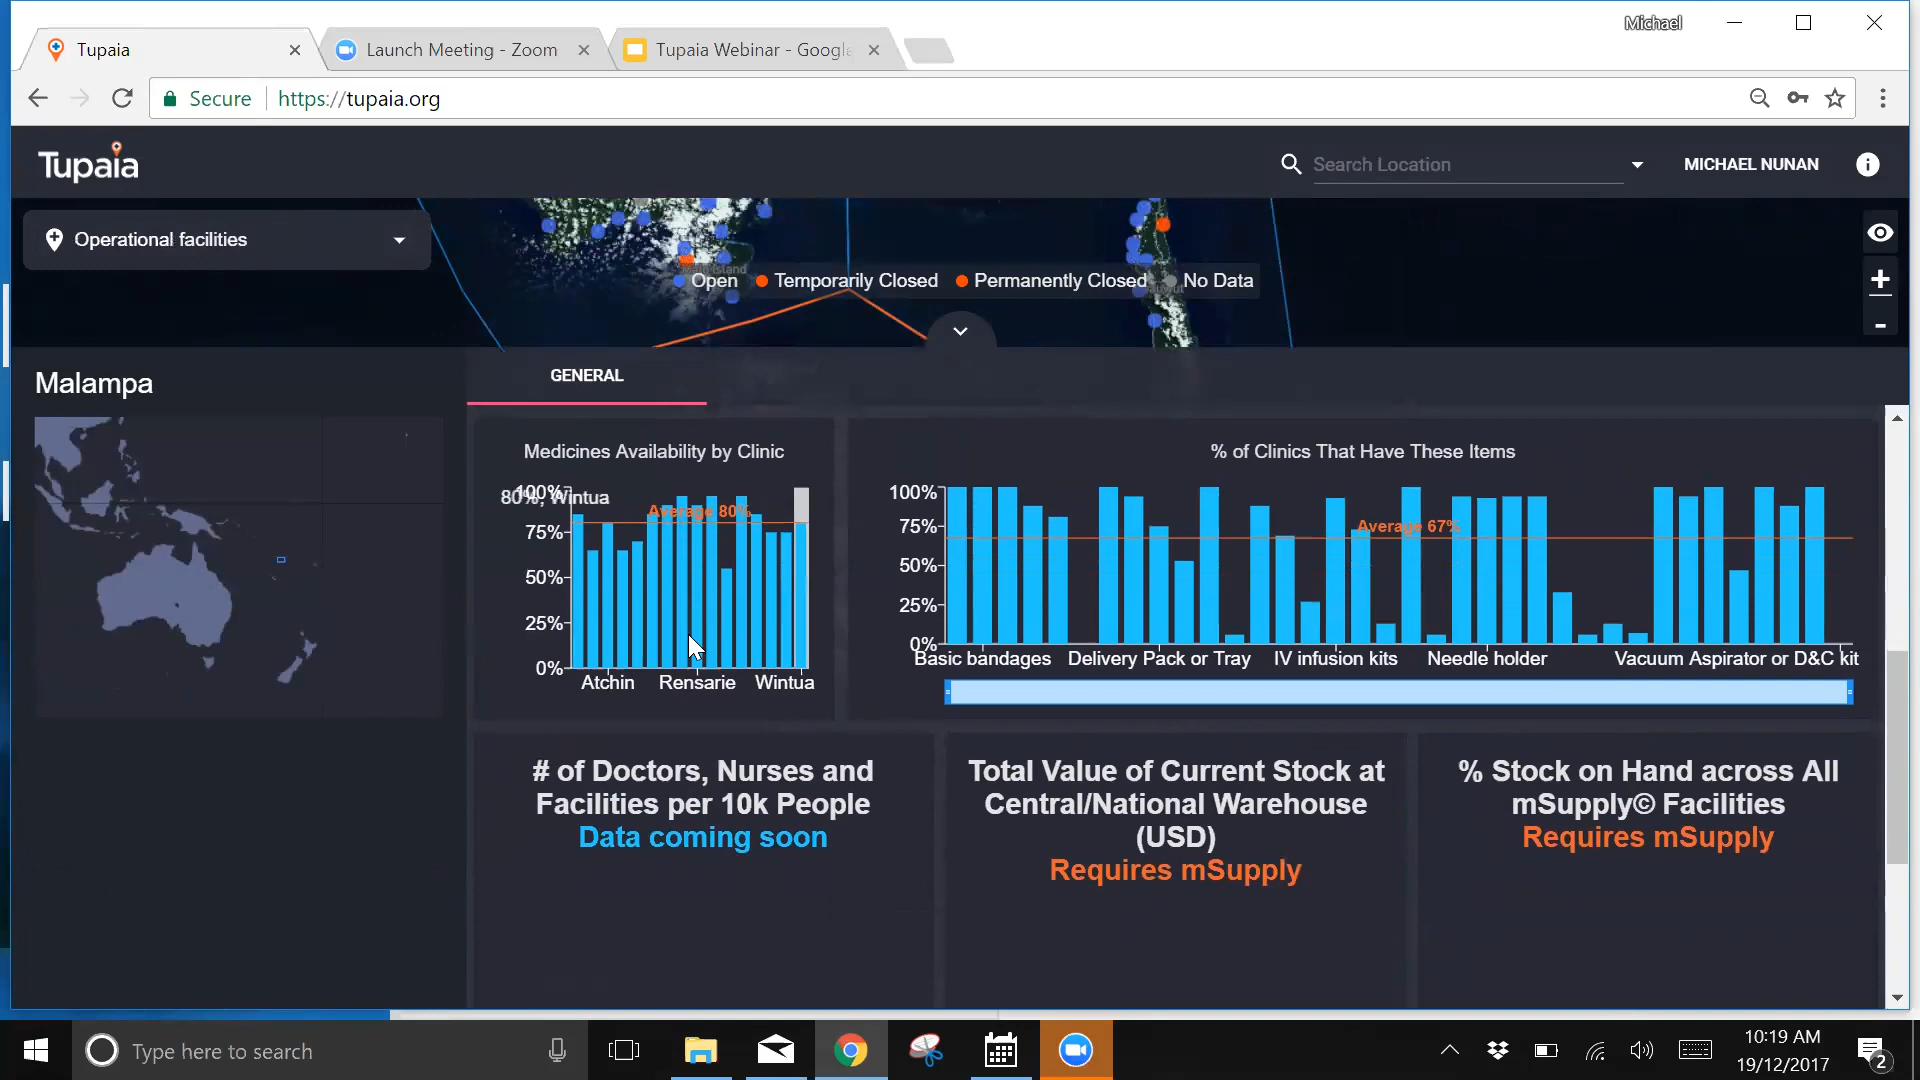 Michael
Tupaia
Launch Meeting - Zoom
Tupaia Webinar - Google
Secure
https://tupaia.org
Tupaia
Search Location
MICHAEL NUNAN
Operational facilities
Open
Temporarily Closed
Permanently Closed
No Data
Malampa
GENERAL
Medicines Availability by Clinic
80%, Wintua
100%
Average 80%
75%
50%
25%
0%
Atchin
Rensarie
Wintua
% of Clinics That Have These Items
100%
75%
Average 67%
50%
25%
0%
Basic bandages
Delivery Pack or Tray
IV infusion kits
Needle holder
Vacuum Aspirator or D&C kit
# of Doctors, Nurses and
Facilities per 10k People
Data coming soon
Total Value of Current Stock at
Central/National Warehouse
(USD)
Requires mSupply
% Stock on Hand across All
mSupply© Facilities
Requires mSupply
Type here to search
10:19 AM
19/12/2017
2